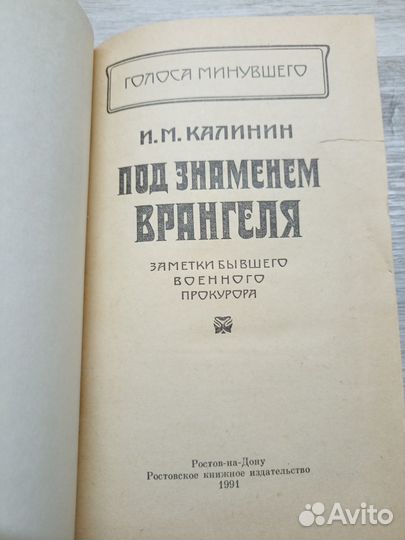 ГОЛОСА МИНУВШЕГО
И. М. КАЛИНИН
ПОД ЗНАМЕНЕМ
ВРАНГЕЛЯ
ЗАМЕТКИ БЫВШЕГО
ВОЕННОГО
ПРОКУРОРА
Ростов-на-Дону
Ростовское книжное издательство
1991
Avito